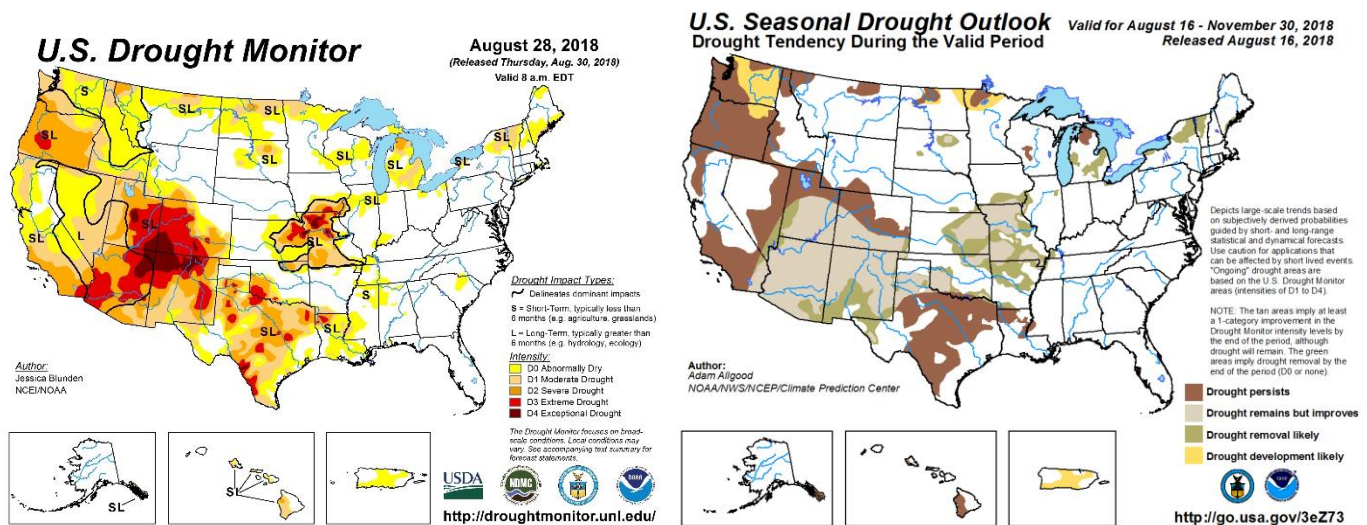 U.S. Drought Monitor
August 28, 2018
(Released Thursday, Aug. 30, 2018)
Valid 8 a.m. EDT
S
SL
SL
SL
SL
SL
SL
SL
SL
SL
SL
L
SL
SL
S
SL
SL
Drought Impact Types:
Delineates dominant impacts
S = Short-Term, typically less than
6 months (e.g. agriculture, grasslands)
L = Long-Term, typically greater than
6 months (e.g. hydrology, ecology)
Intensity:
D0 Abnormally Dry
D1 Moderate Drought
D2 Severe Drought
D3 Extreme Drought
D4 Exceptional Drought
Author:
Jessica Blunden
NCEI/NOAA
The Drought Monitor focuses on broad-
scale conditions. Local conditions may
vary. See accompanying text summary for
forecast statements.
SL
USDA
NDMC
http://droughtmonitor.unl.edu/
U.S. Seasonal Drought Outlook
Drought Tendency During the Valid Period
Valid for August 16 - November 30, 2018
Released August 16, 2018
Depicts large-scale trends based
on subjectively derived probabilities
guided by short- and long-range
statistical and dynamical forecasts.
Use caution for applications that
can be affected by short lived events.
"Ongoing" drought areas are
based on the U.S. Drought Monitor
areas (intensities of D1 to D4).
NOTE: The tan areas imply at least
a 1-category improvement in the
Drought Monitor intensity levels by
the end of the period, although
drought will remain. The green
areas imply drought removal by the
end of the period (D0 or none).
Author:
Adam Allgood
NOAA/NWS/NCEP/Climate Prediction Center
Drought persists
Drought remains but improves
Drought removal likely
Drought development likely
http://go.usa.gov/3eZ73